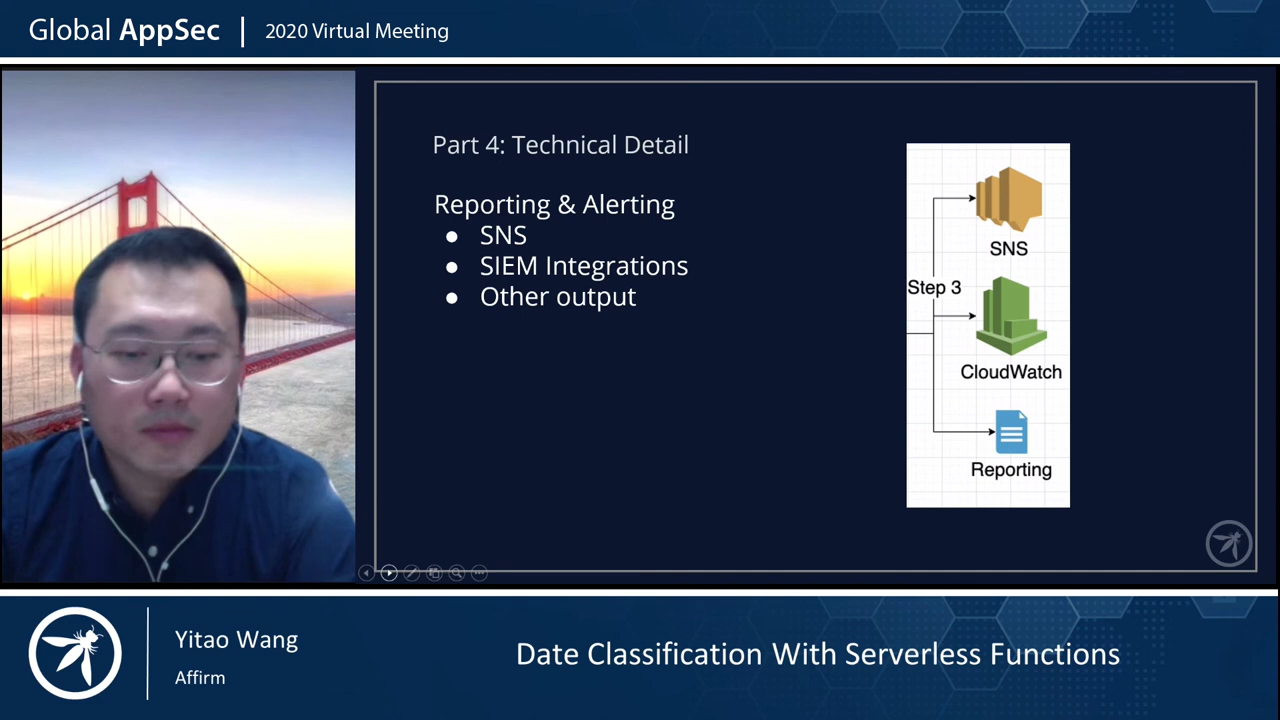 Global AppSec | 2020 Virtual Meeting
Part 4: Technical Detail
Reporting & Alerting
● SNS
● SIEM Integrations
● Other output
SNS
Step 3
CloudWatch
Reporting
Yitao Wang
Affirm
Date Classification With Serverless Functions